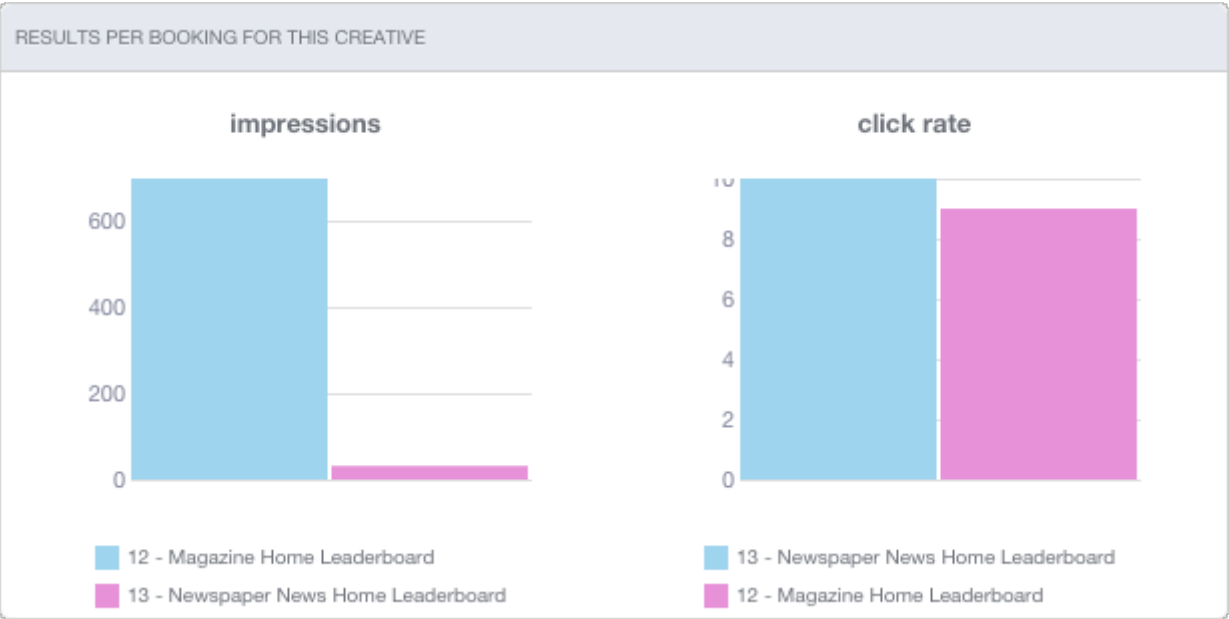 RESULTS PER BOOKING FOR THIS CREATIVE
impressions
600
400
200
0
12 - Magazine Home Leaderboard
13 - Newspaper News Home Leaderboard
click rate
10
8
6
4
2
0
13 - Newspaper News Home Leaderboard
12 - Magazine Home Leaderboard